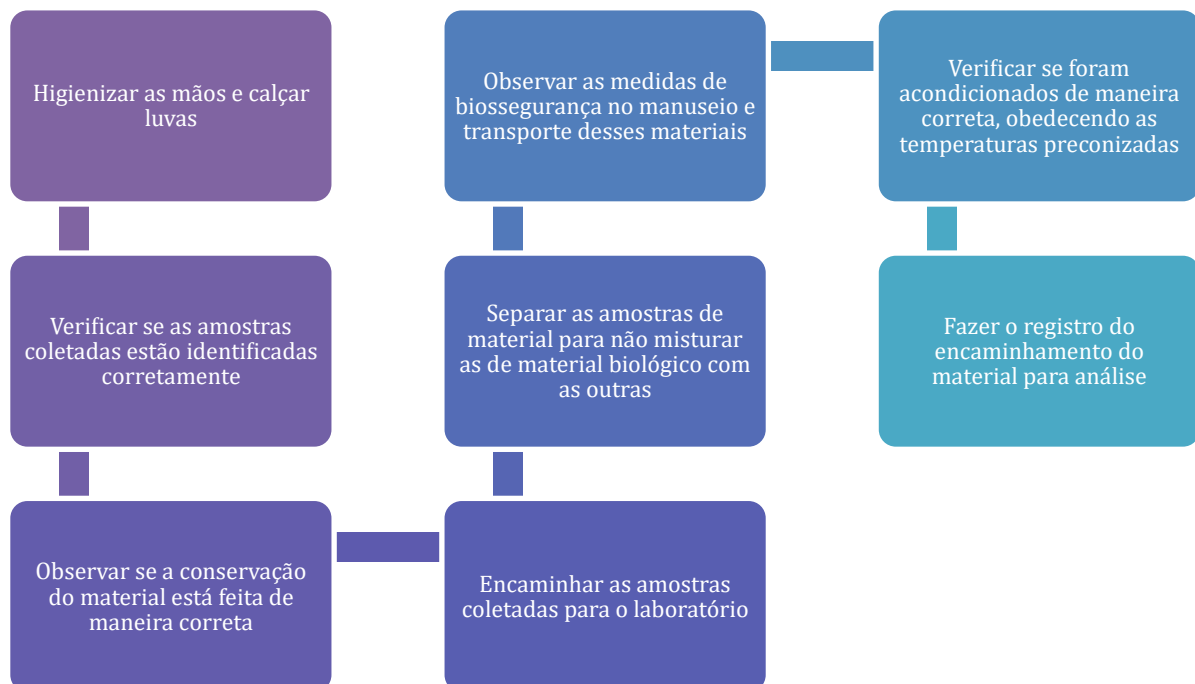 Higienizar as mãos e calçar
luvas
Verificar se as amostras
coletadas estão identificadas
corretamente
Observar se a conservação
do material está feita de
maneira correta
Encaminhar as amostras
coletadas para o laboratório
Separar as amostras de
material para não misturar
as de material biológico com
as outras
Observar as medidas de
biossegurança no manuseio e
transporte desses materiais
Verificar se foram
acondicionados de maneira
correta, obedecendo as
temperaturas preconizadas
Fazer o registro do
encaminhamento do
material para análise